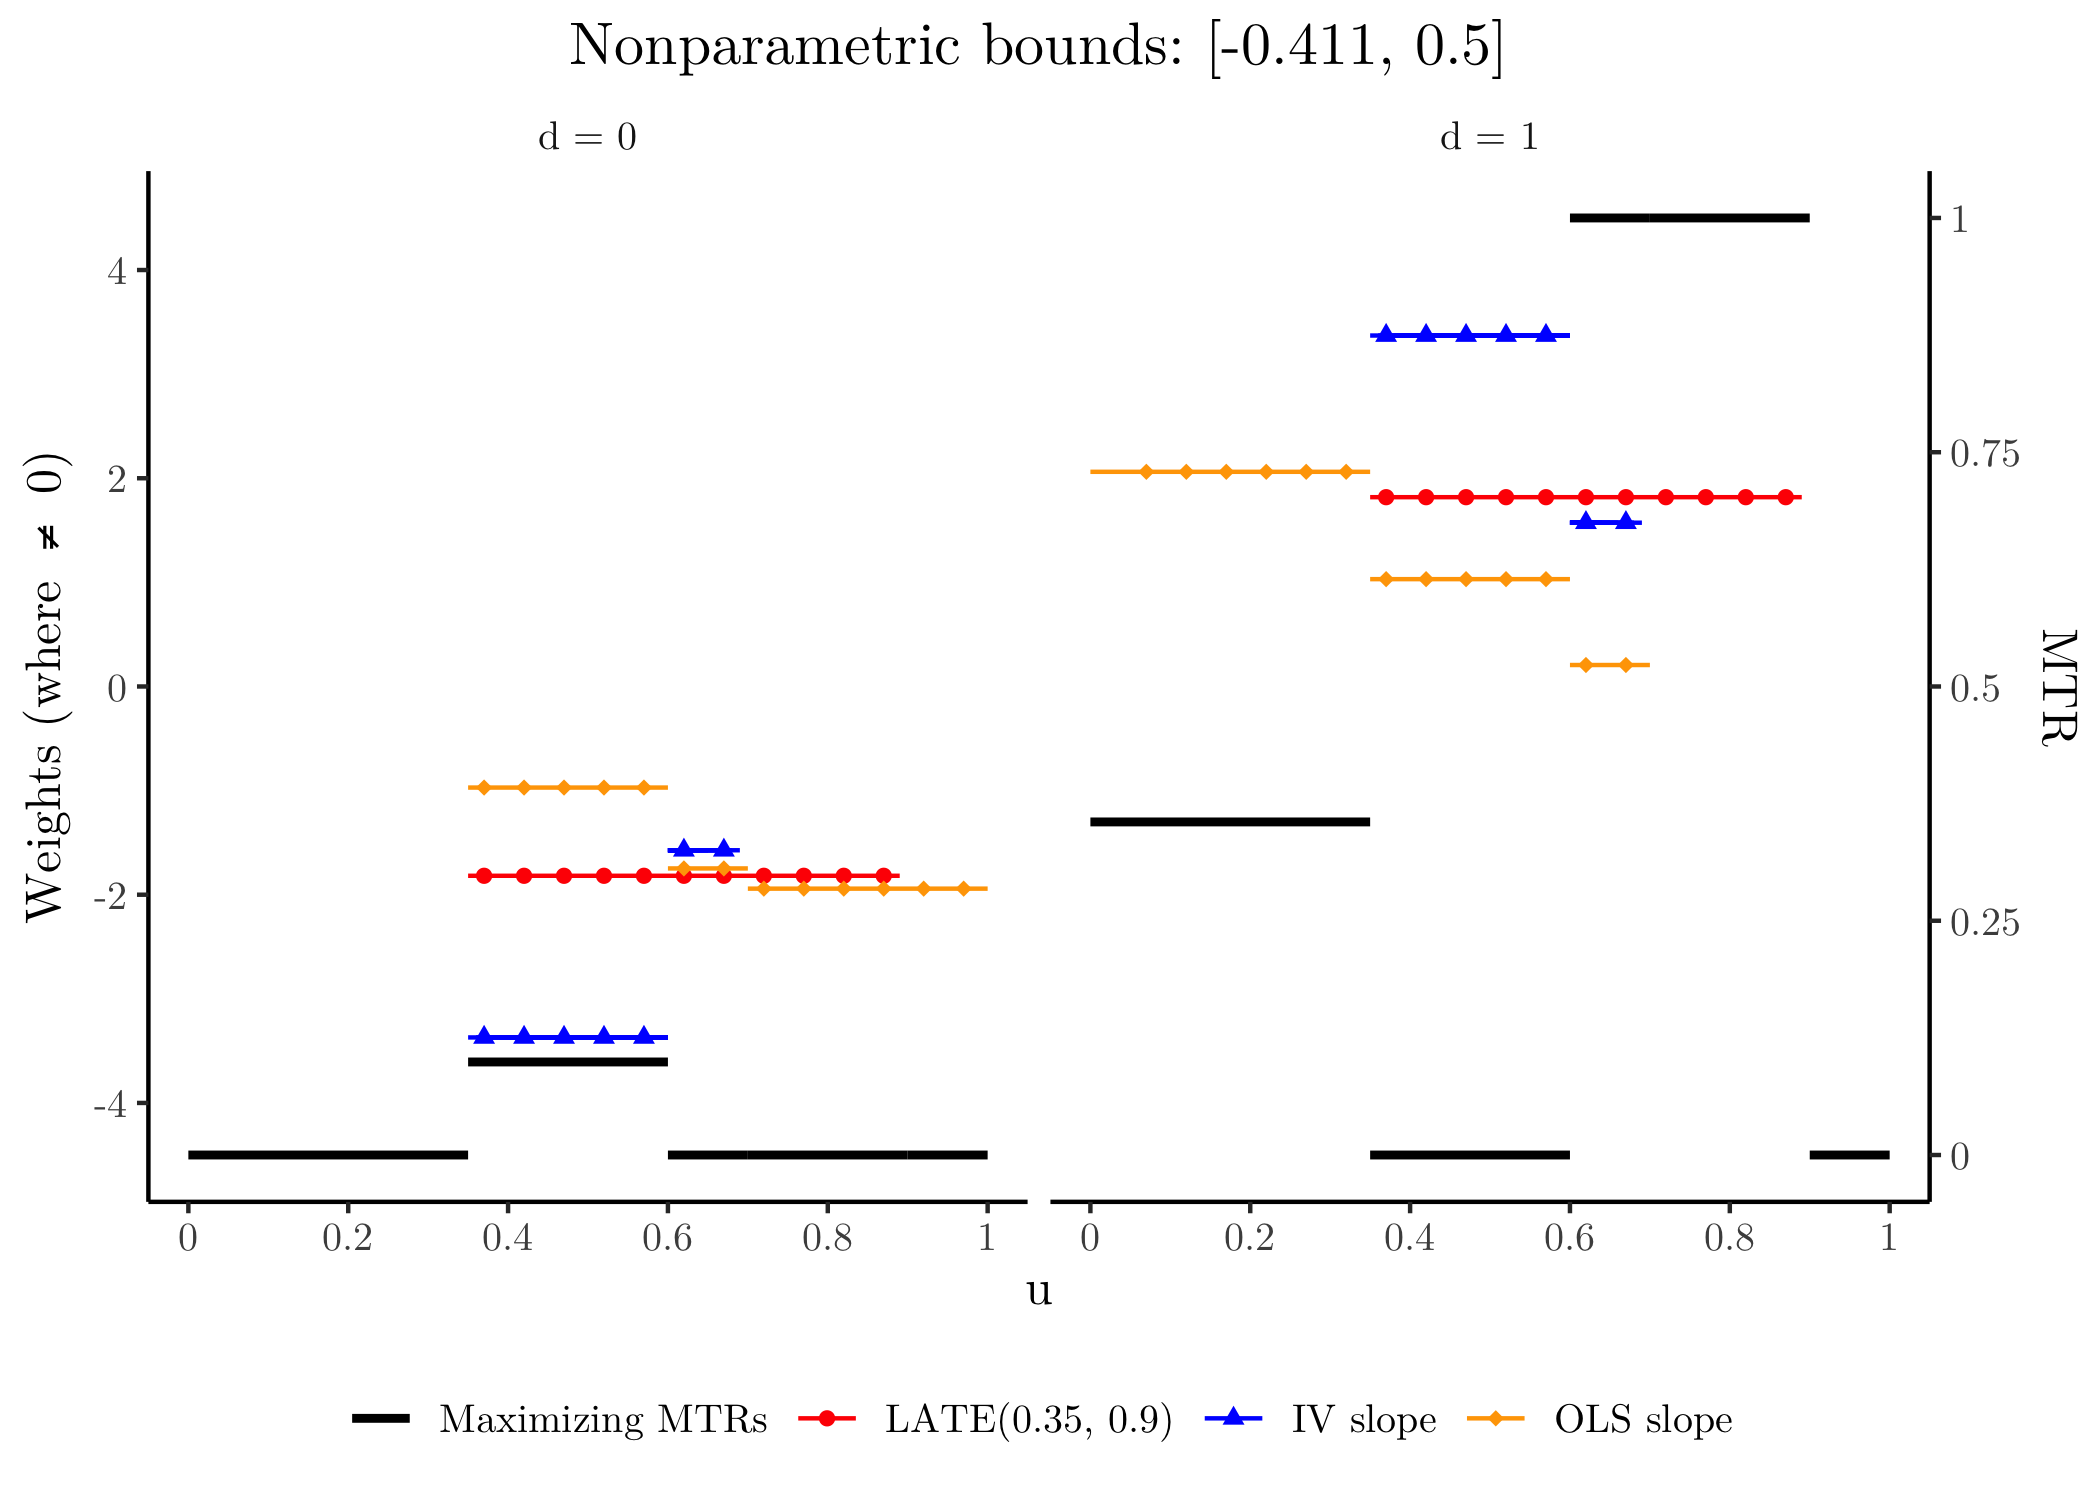 Nonparametric bounds: [-0.411, 0.5]
d = 0
d = 1
Weights (where ≠ 0)
4
2
0
-2
-4
1
0.75
0.5
0.25
0
MTR
0 0.2 0.4 0.6 0.8 1
0 0.2 0.4 0.6 0.8 1
u
Maximizing MTRs LATE(0.35, 0.9) IV slope OLS slope